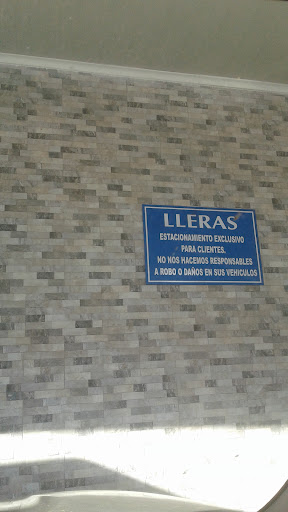 LLERAS
ESTACIONAMIENTO EXCLUSIVO
PARA CLIENTES.
NO NOS HACEMOS RESPONSABLES
A ROBO O DAÑOS EN SUS VEHICULOS